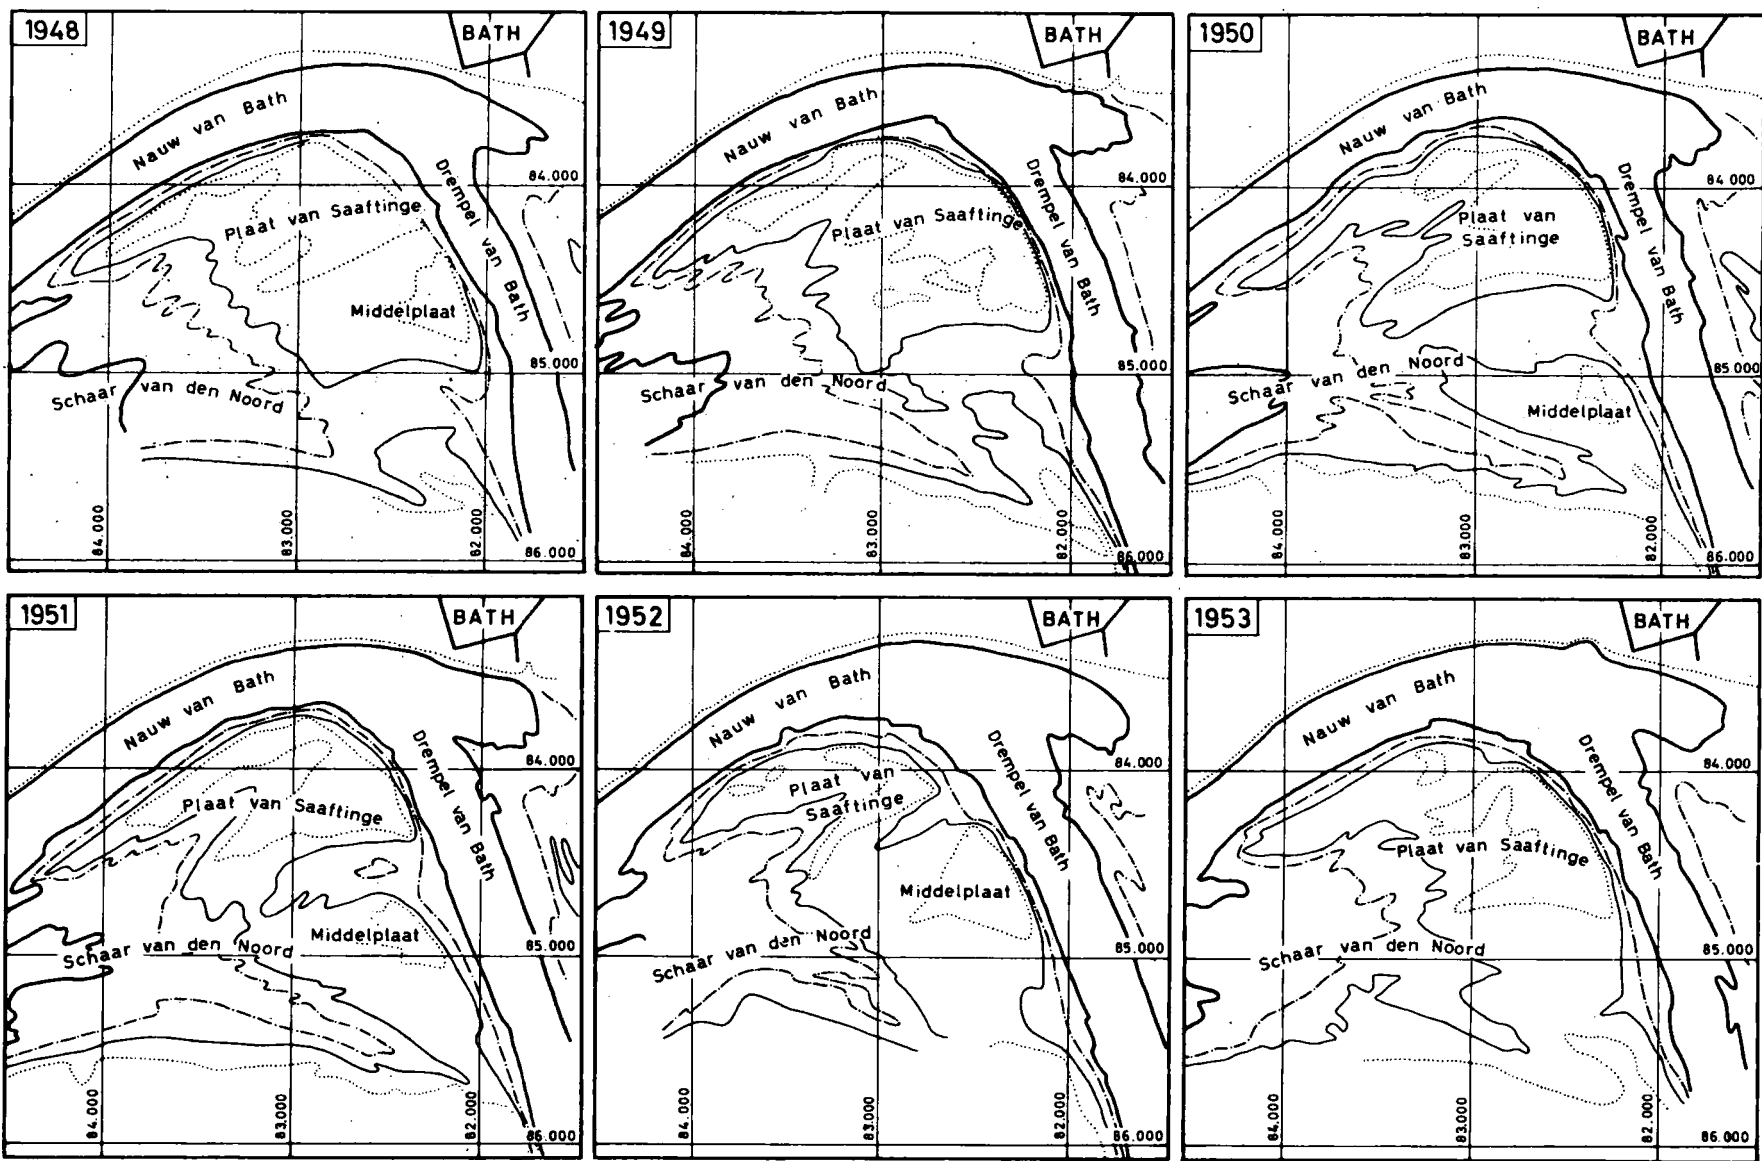 1948
BATH
Nauw van Bath
84.000
Drempel van Bath
Plaat van Saaftinge
Middelplaat
85.000
Schaar van den Noord
84.000
83.000
82.000
86.000
1949
BATH
Nauw van Bath
84.000
Drempel van Bath
Plaat van Saaftinge
85.000
Schaar van den Noord
84.000
83.000
82.000
86.000
1950
BATH
Nauw van Bath
84.000
Drempel van Bath
Plaat van
Saaftinge
85.000
Schaar van den Noord
Middelplaat
84.000
83.000
82.000
86.000
1951
BATH
Nauw van Bath
84.000
Drempel van Bath
Plaat van Saaftinge
Middelplaat
85.000
Schaar van den Noord
84.000
83.000
82.000
86.000
1952
BATH
Nauw van Bath
84.000
Drempel van Bath
Plaat van
Saaftinge
Middelplaat
85.000
Schaar van den Noord
84.000
83.000
82.000
86.000
1953
BATH
Nauw van Bath
84.000
Drempel van Bath
Plaat van Saaftinge
85.000
Schaar van den Noord
84.000
83.000
82.000
86.000